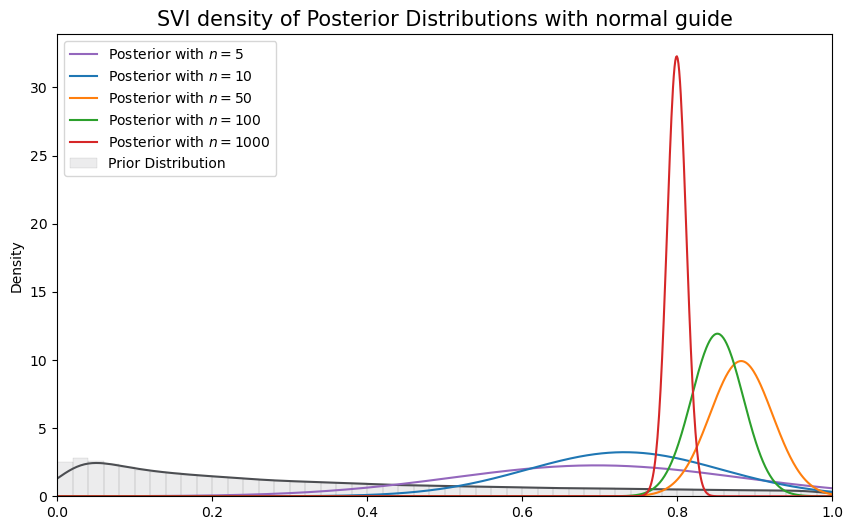 SVI density of Posterior Distributions with normal guide
Posterior with n = 5
Posterior with n = 10
Posterior with n = 50
Posterior with n = 100
Posterior with n = 1000
Prior Distribution
Density
30
25
20
15
10
5
0
0.0 0.2 0.4 0.6 0.8 1.0